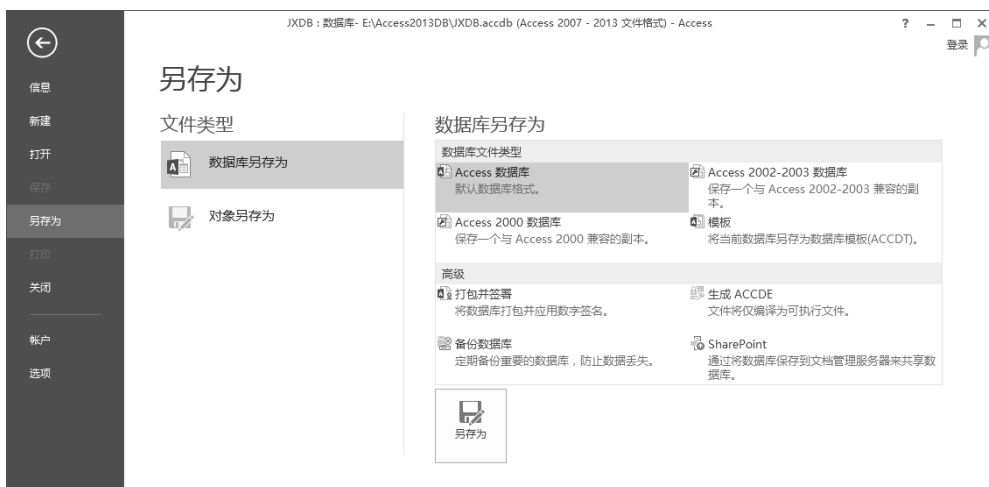 JXDB : 数据库- E:\Access2013DB\JXDB.accdb (Access 2007 - 2013 文件格式) - Access
?
登录
信息
新建
打开
保存
另存为
打印
关闭
帐户
选项
另存为
文件类型
数据库另存为
对象另存为
数据库另存为
数据库文件类型
Access 数据库
默认数据库格式。
Access 2002-2003 数据库
保存一个与 Access 2002-2003 兼容的副
本。
Access 2000 数据库
保存一个与 Access 2000 兼容的副本。
模板
将当前数据库另存为数据库模板(ACCDT)。
高级
打包并签署
将数据库打包并应用数字签名。
生成 ACCDE
文件将仅编译为可执行文件。
备份数据库
定期备份重要的数据库，防止数据丢失。
SharePoint
通过将数据库保存到文档管理服务器来共享数
据库。
另存为